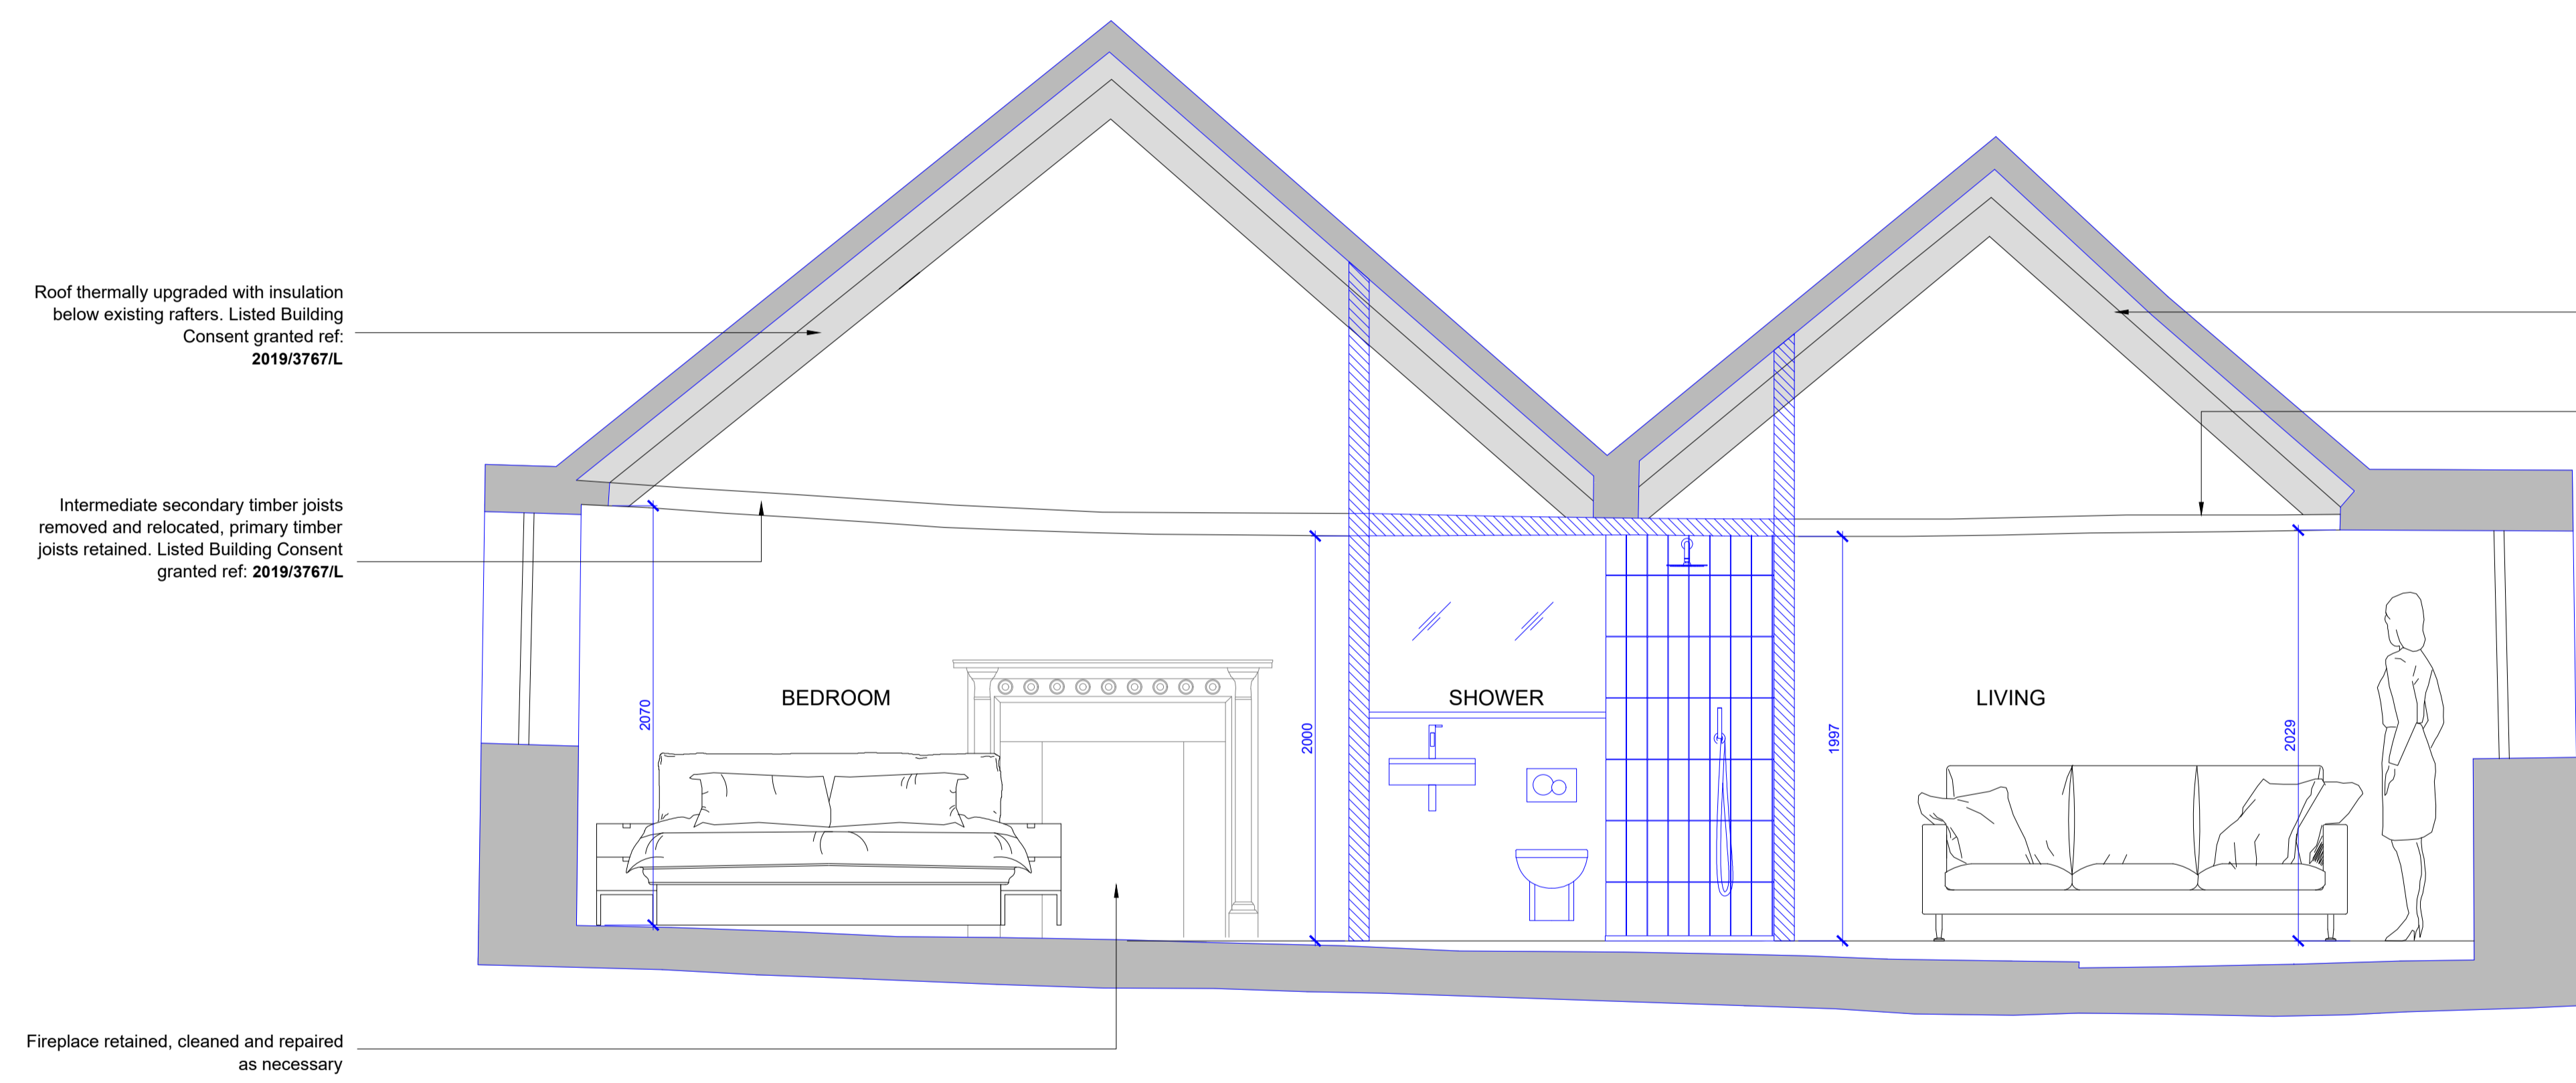 Roof thermally upgraded with insulation
below existing rafters. Listed Building
Consent granted ref:
2019/3767/L
Intermediate secondary timber joists
removed and relocated, primary timber
joists retained. Listed Building Consent
granted ref: 2019/3767/L
BEDROOM
SHOWER
LIVING
2070
2000
1997
2029
Fireplace retained, cleaned and repaired
as necessary